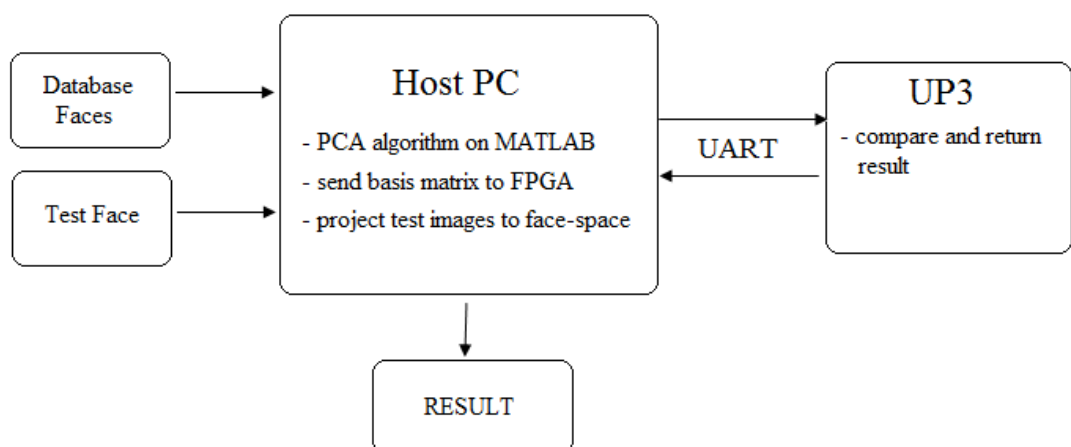 Database
Faces
Test Face
Host PC
- PCA algorithm on MATLAB
- send basis matrix to FPGA
- project test images to face-space
UART
UP3
- compare and return
result
RESULT